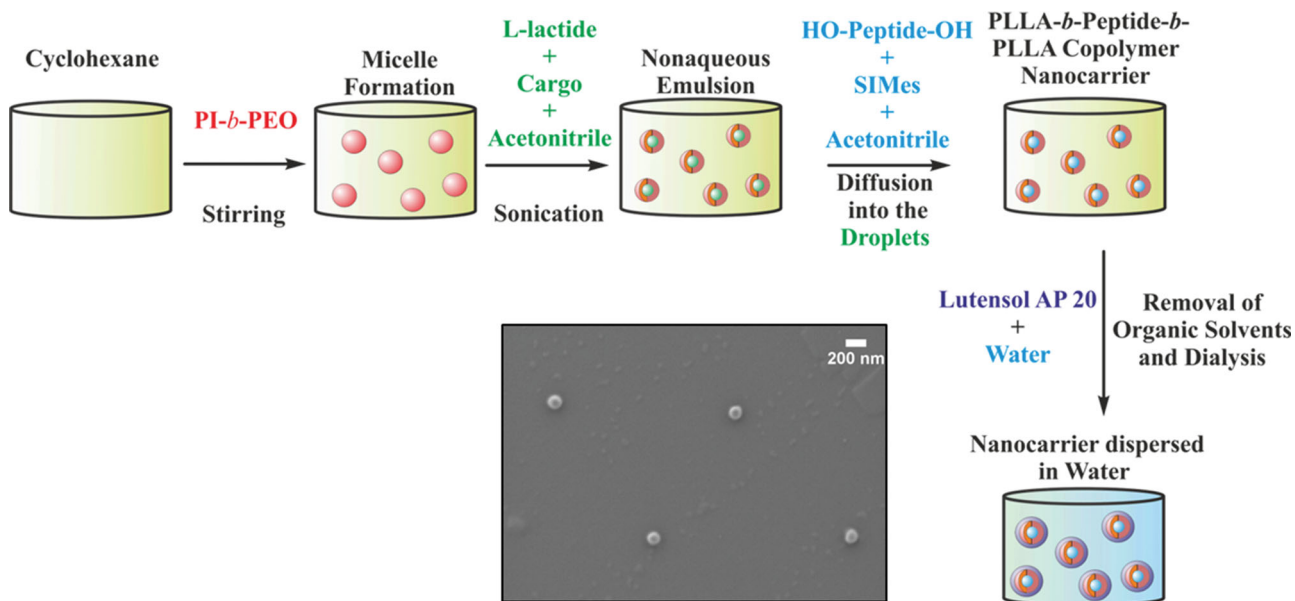 Cyclohexane
PI-b-PEO
Stirring
Micelle
Formation
L-lactide
+
Cargo
+
Acetonitrile
Sonication
Nonaqueous
Emulsion
HO-Peptide-OH
+
SIMes
+
Acetonitrile
Diffusion
into the
Droplets
PLLA-b-Peptide-b-
PLLA Copolymer
Nanocarrier
Lutensol AP 20
+
Water
Removal of
Organic Solvents
and Dialysis
200 nm
Nanocarrier dispersed
in Water